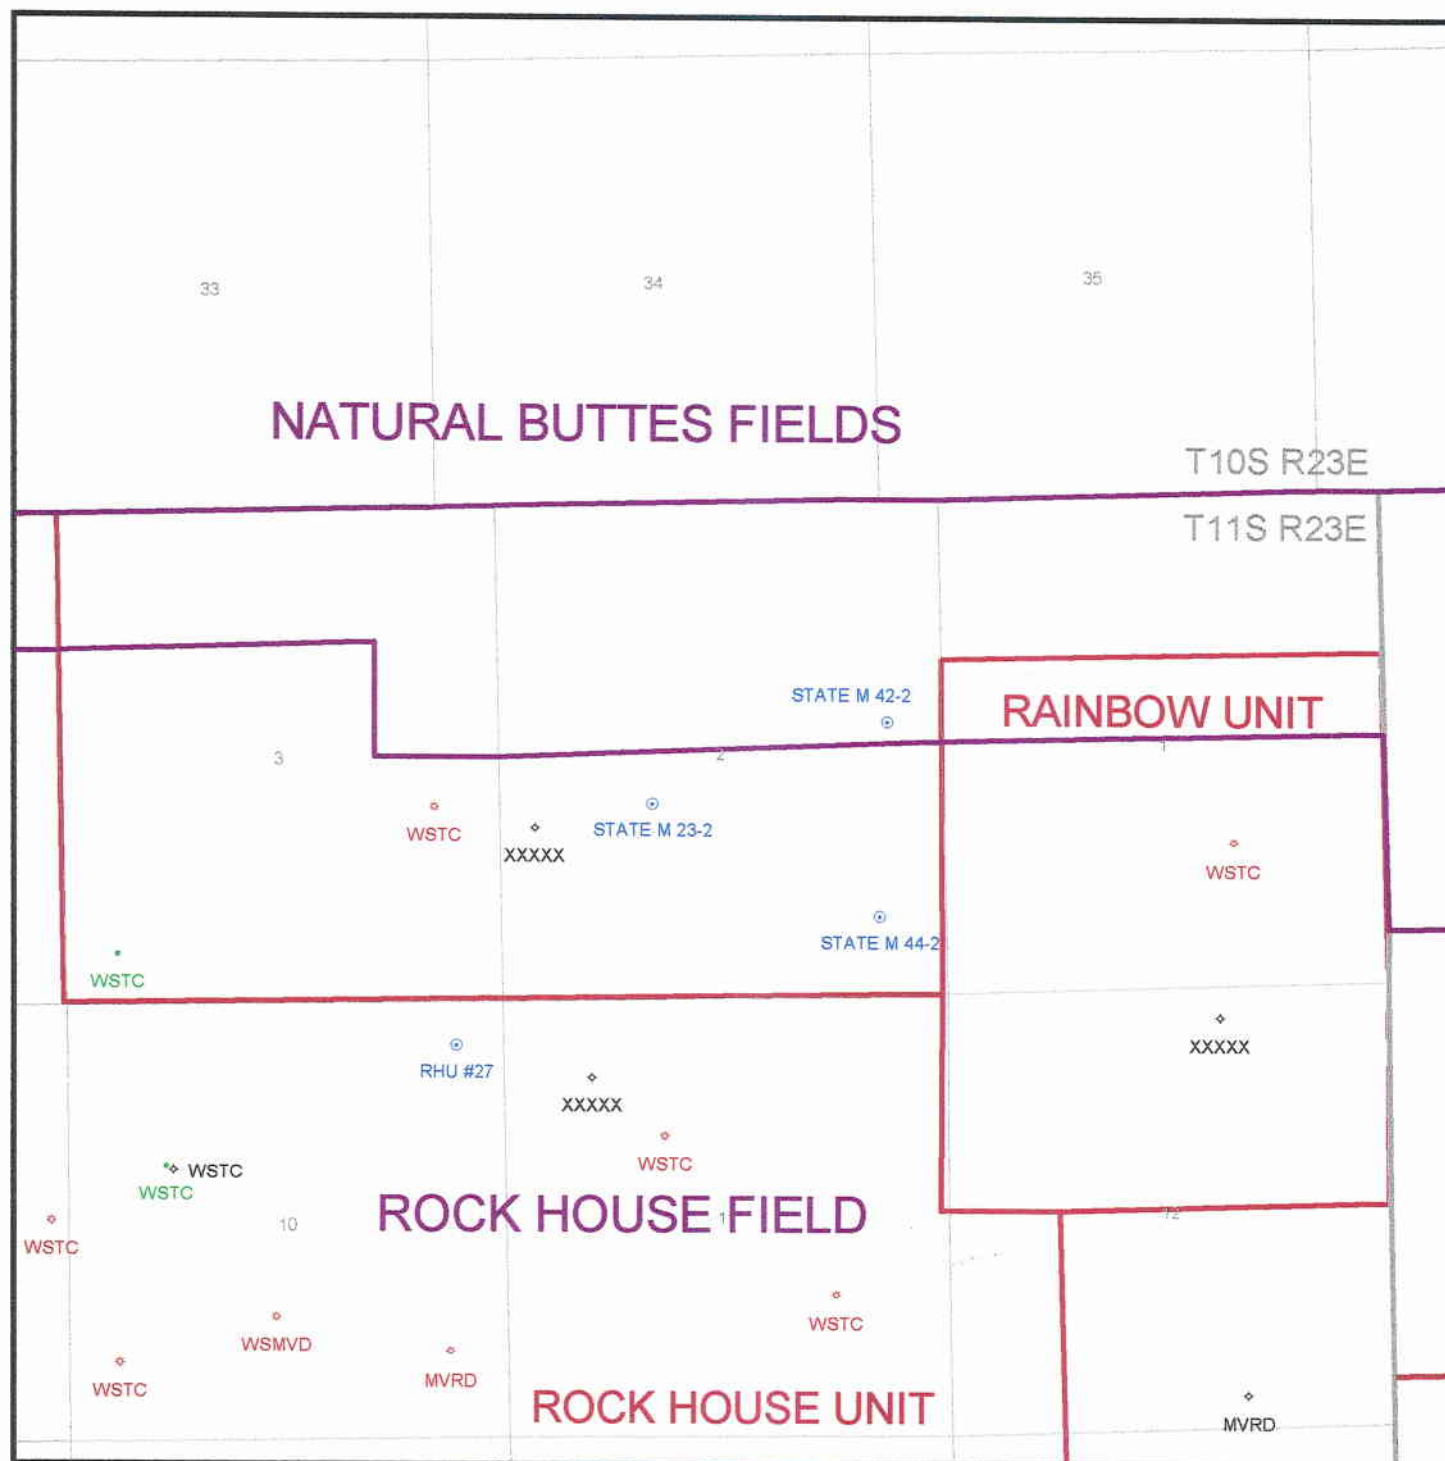 33
34
35
NATURAL BUTTES FIELDS
T10S R23E
T11S R23E
STATE M 42-2
RAINBOW UNIT
3
2
1
WSTC
STATE M 23-2
XXXXX
WSTC
STATE M 44-2
WSTC
XXXXX
RHU #27
XXXXX
WSTC
WSTC
WSTC
10
ROCK HOUSE FIELD
12
WSTC
WSTC
WSMVD
MVRD
WSTC
ROCK HOUSE UNIT
MVRD